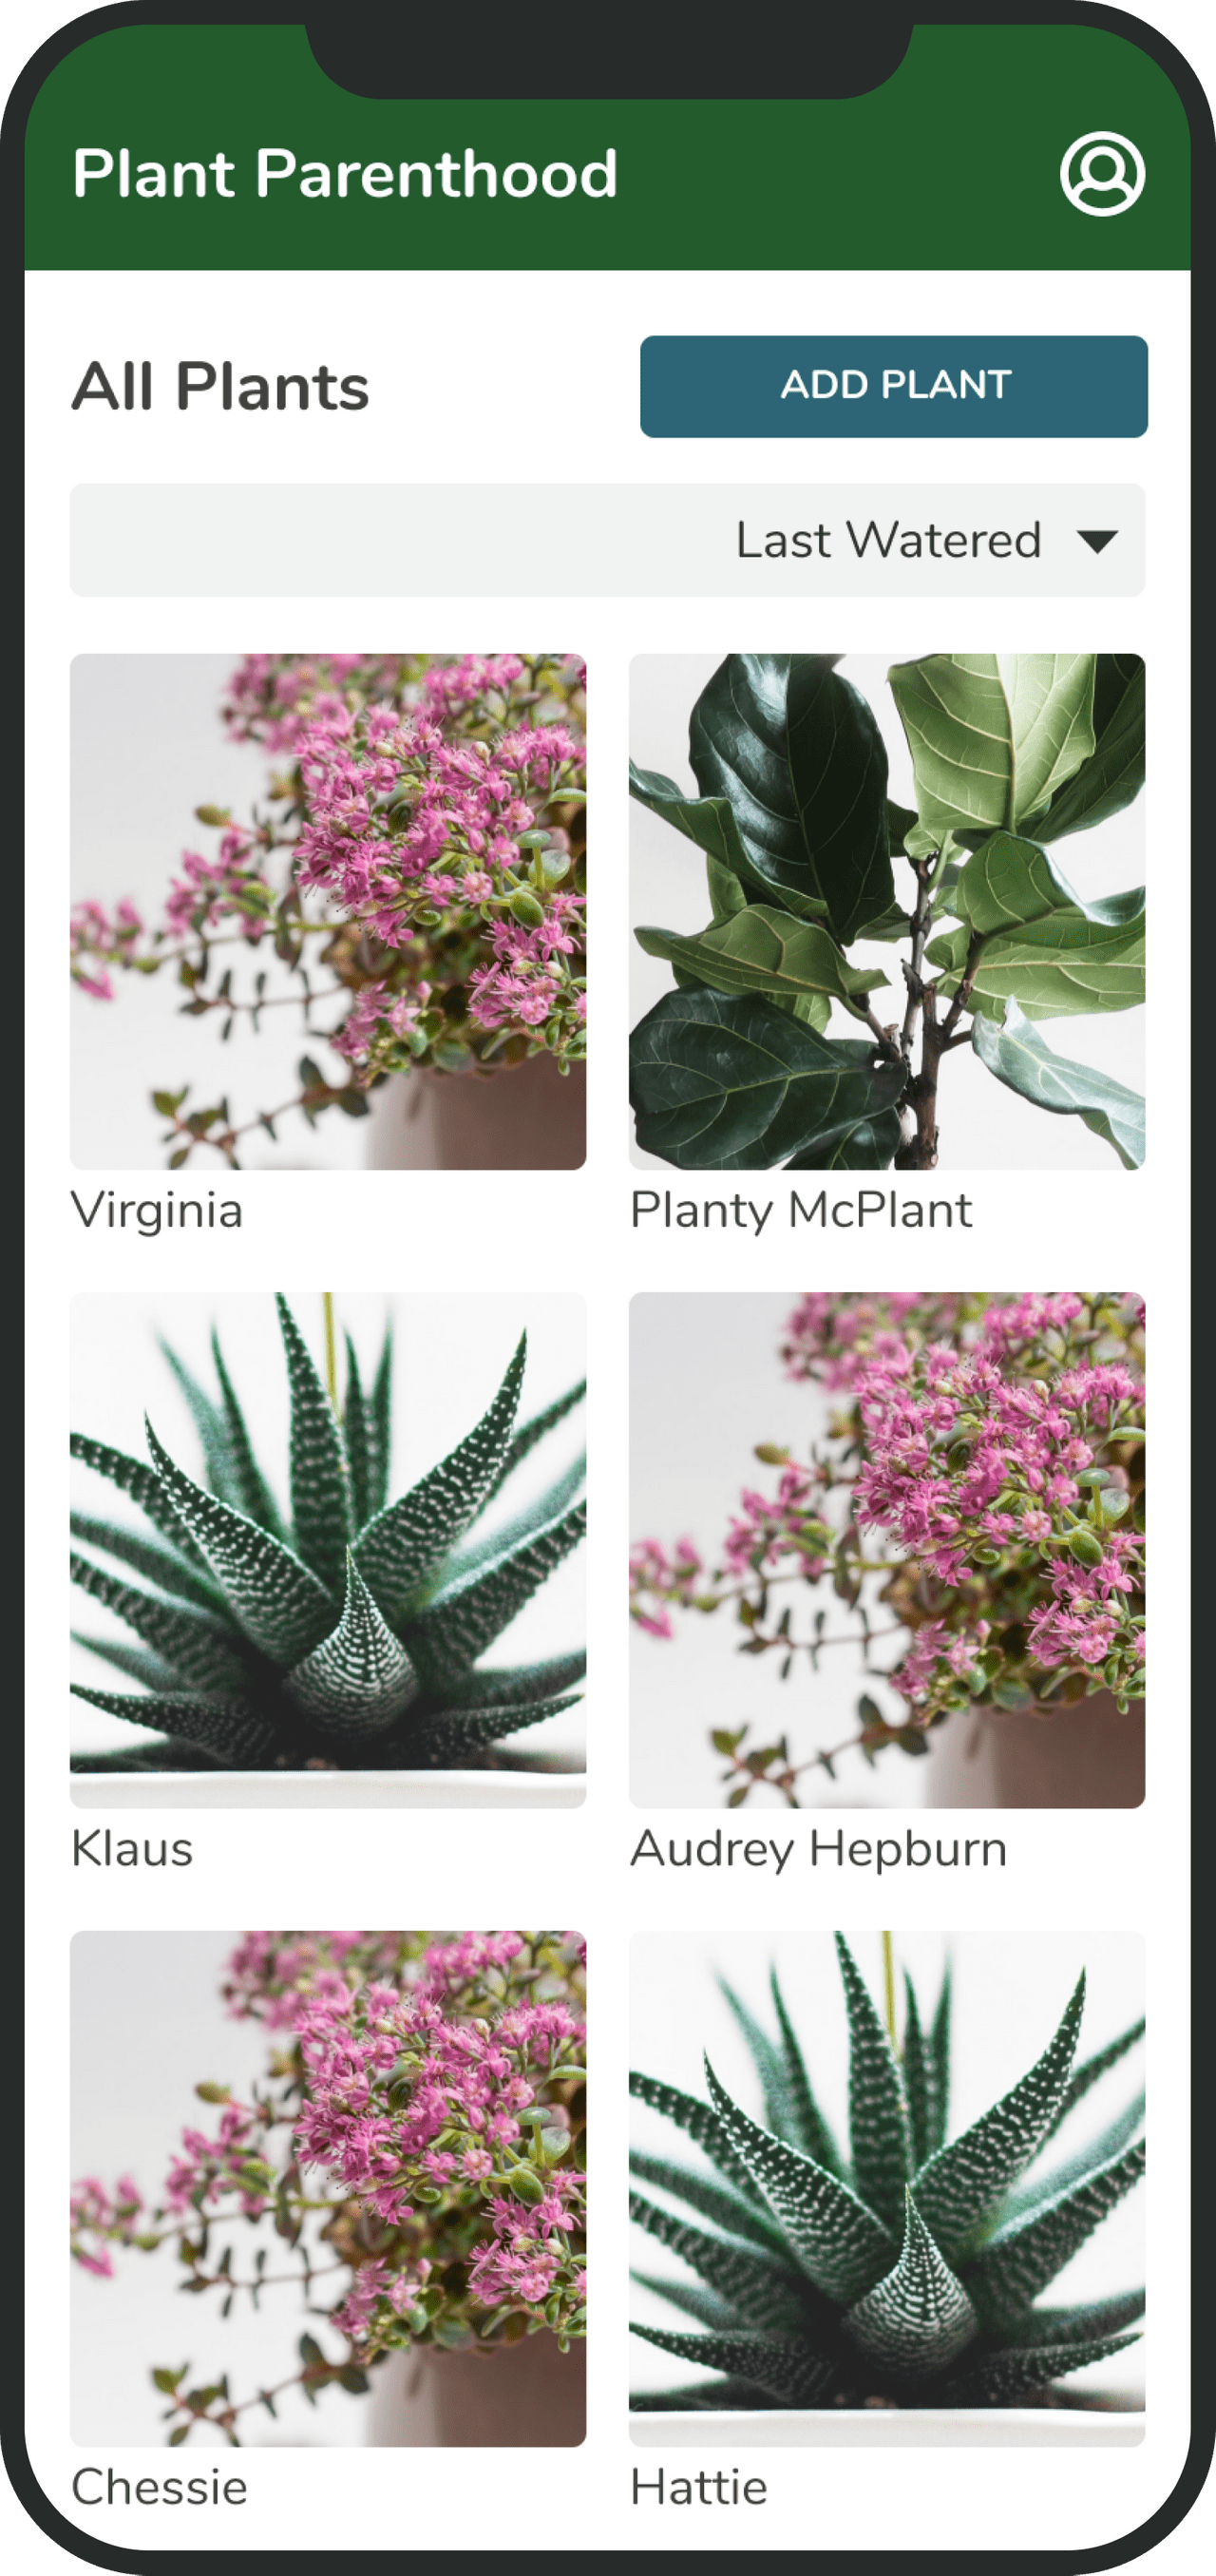 Plant Parenthood
All Plants
ADD PLANT
Last Watered
Virginia
Planty McPlant
Klaus
Audrey Hepburn
Chessie
Hattie